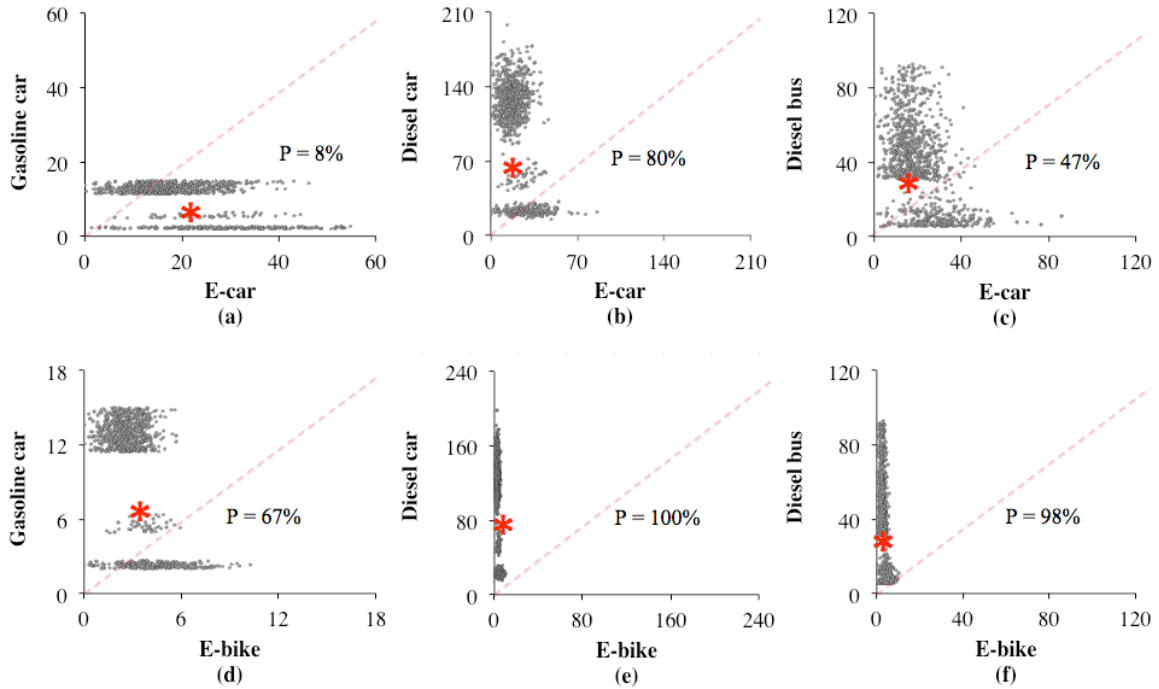 60
40
20
0
Gasoline car
P = 8%
0 20 40 60
E-car
(a)
210
140
70
0
Diesel car
P = 80%
0 70 140 210
E-car
(b)
120
80
40
0
Diesel bus
P = 47%
0 40 80 120
E-car
(c)
18
12
6
0
Gasoline car
P = 67%
0 6 12 18
E-bike
(d)
240
160
80
0
Diesel car
P = 100%
0 80 160 240
E-bike
(e)
120
80
40
0
Diesel bus
P = 98%
0 40 80 120
E-bike
(f)